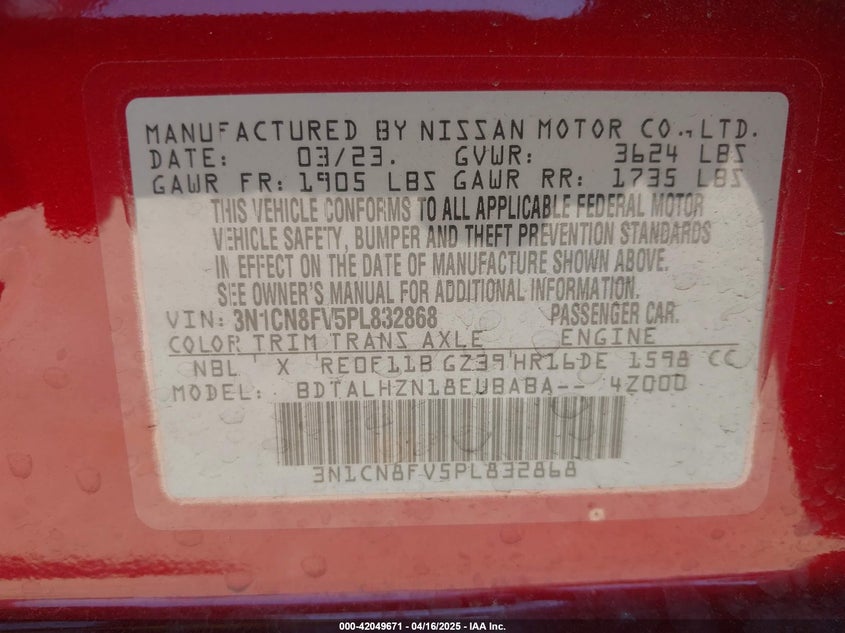 MANUFACTURED BY NISSAN MOTOR CO.,LTD.
DATE: 03/23. GVWR: 3624 LBS
GAWR FR: 1905 LBS GAWR RR: 1735 LBS
THIS VEHICLE CONFORMS TO ALL APPLICABLE FEDERAL MOTOR
VEHICLE SAFETY, BUMPER AND THEFT PREVENTION STANDARDS
IN EFFECT ON THE DATE OF MANUFACTURE SHOWN ABOVE.
SEE OWNER'S MANUAL FOR ADDITIONAL INFORMATION.
VIN: 3N1CN8FV5PL832868 PASSENGER CAR.
COLOR TRIM TRANS AXLE ENGINE
NBL X RE0F11B GZ39 HR16DE 1598 CC
MODEL: BDTALHZN18EUBABA-- 4Z000
3N1CN8FV5PL832868
000-42049671 - 04/16/2025 - IAA Inc.